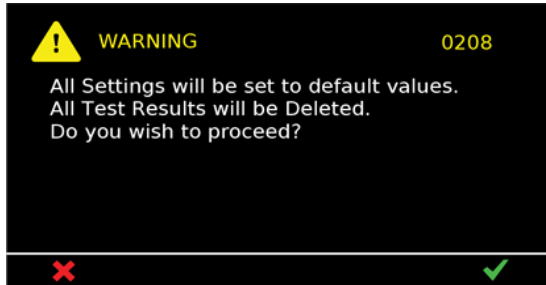 WARNING 0208
All Settings will be set to default values.
All Test Results will be Deleted.
Do you wish to proceed?